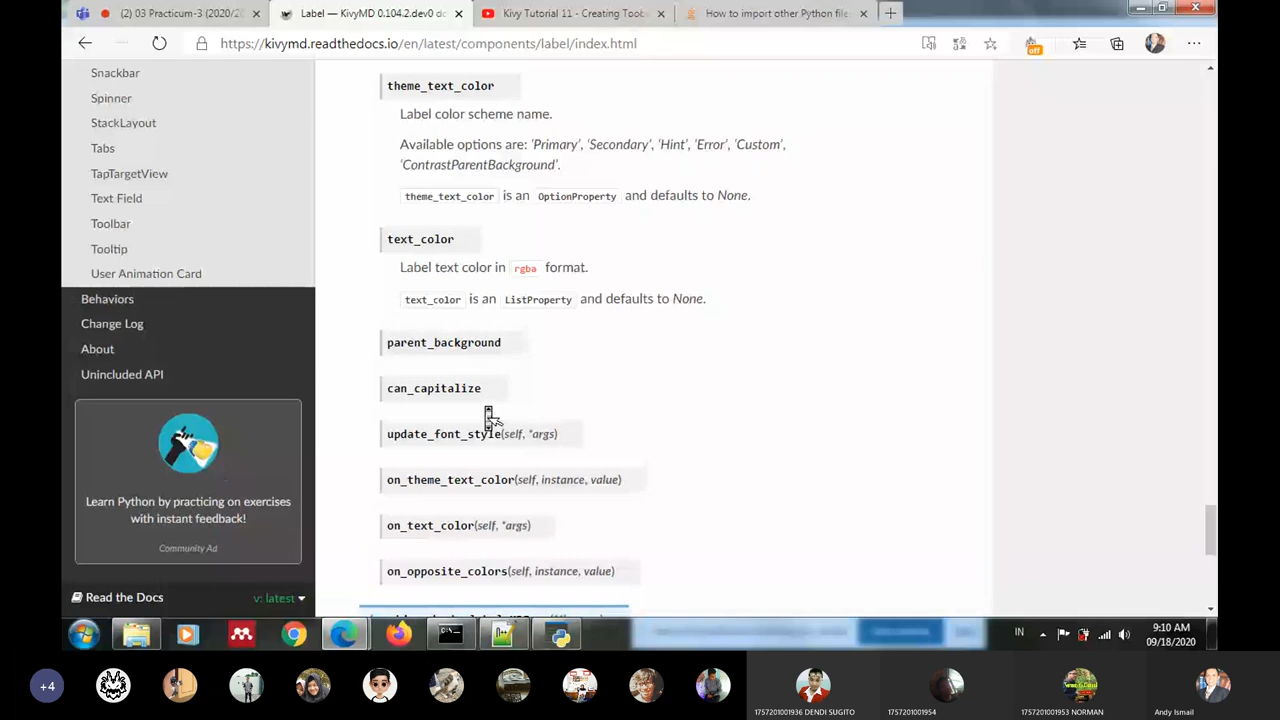 (2) 03 Practicum-3 (2020/20
Label — KivyMD 0.104.2.dev0 do
Kivy Tutorial 11 - Creating Toolb
How to import other Python file
https://kivymd.readthedocs.io/en/latest/components/label/index.html
off
Snackbar
Spinner
StackLayout
Tabs
TapTargetView
Text Field
Toolbar
Tooltip
User Animation Card
Behaviors
Change Log
About
Unincluded API
Learn Python by practicing on exercises
with instant feedback!
Community Ad
Read the Docs
v: latest
theme_text_color
Label color scheme name.
Available options are: ‘Primary’, ‘Secondary’, ‘Hint’, ‘Error’, ‘Custom’,
‘ContrastParentBackground’.
theme_text_color is an OptionProperty and defaults to None.
text_color
Label text color in rgba format.
text_color is an ListProperty and defaults to None.
parent_background
can_capitalize
update_font_style(self, *args)
on_theme_text_color(self, instance, value)
on_text_color(self, *args)
on_opposite_colors(self, instance, value)
IN
9:10 AM
09/18/2020
+4
1757201001936 DENDI SUGITO
1757201001954
1757201001953 NORMAN
Andy Ismail